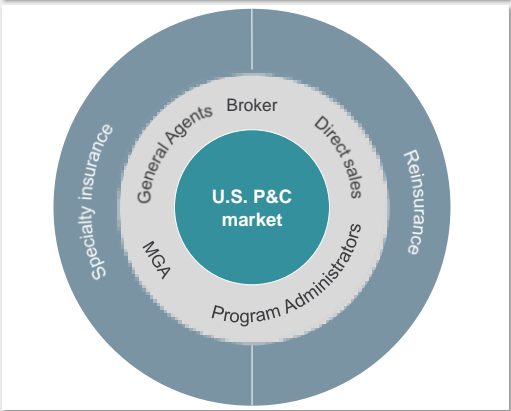 Broker
General Agents
Direct sales
Specialty insurance
U.S. P&C
market
Reinsurance
MGA
Program Administrators